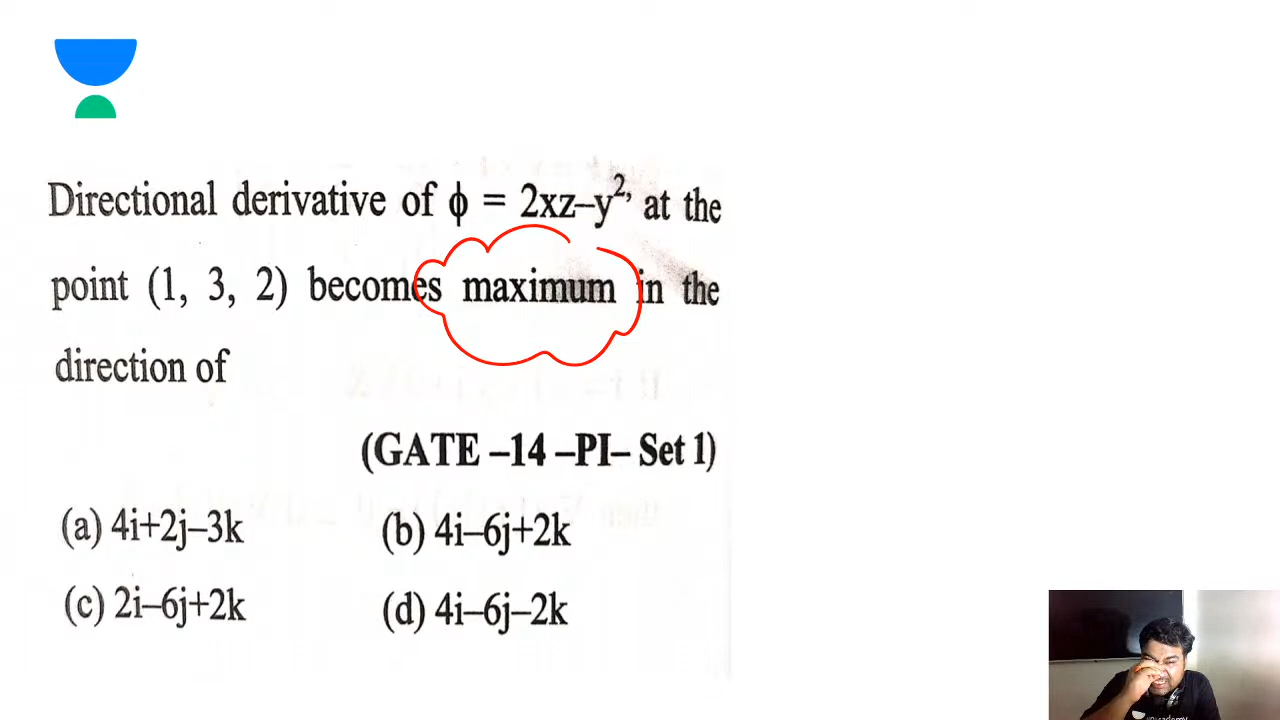 Directional derivative of ϕ = 2xz–y², at the
point (1, 3, 2) becomes maximum in the
direction of
(GATE –14 –PI– Set 1)
(a) 4i+2j–3k (b) 4i–6j+2k
(c) 2i–6j+2k (d) 4i–6j–2k